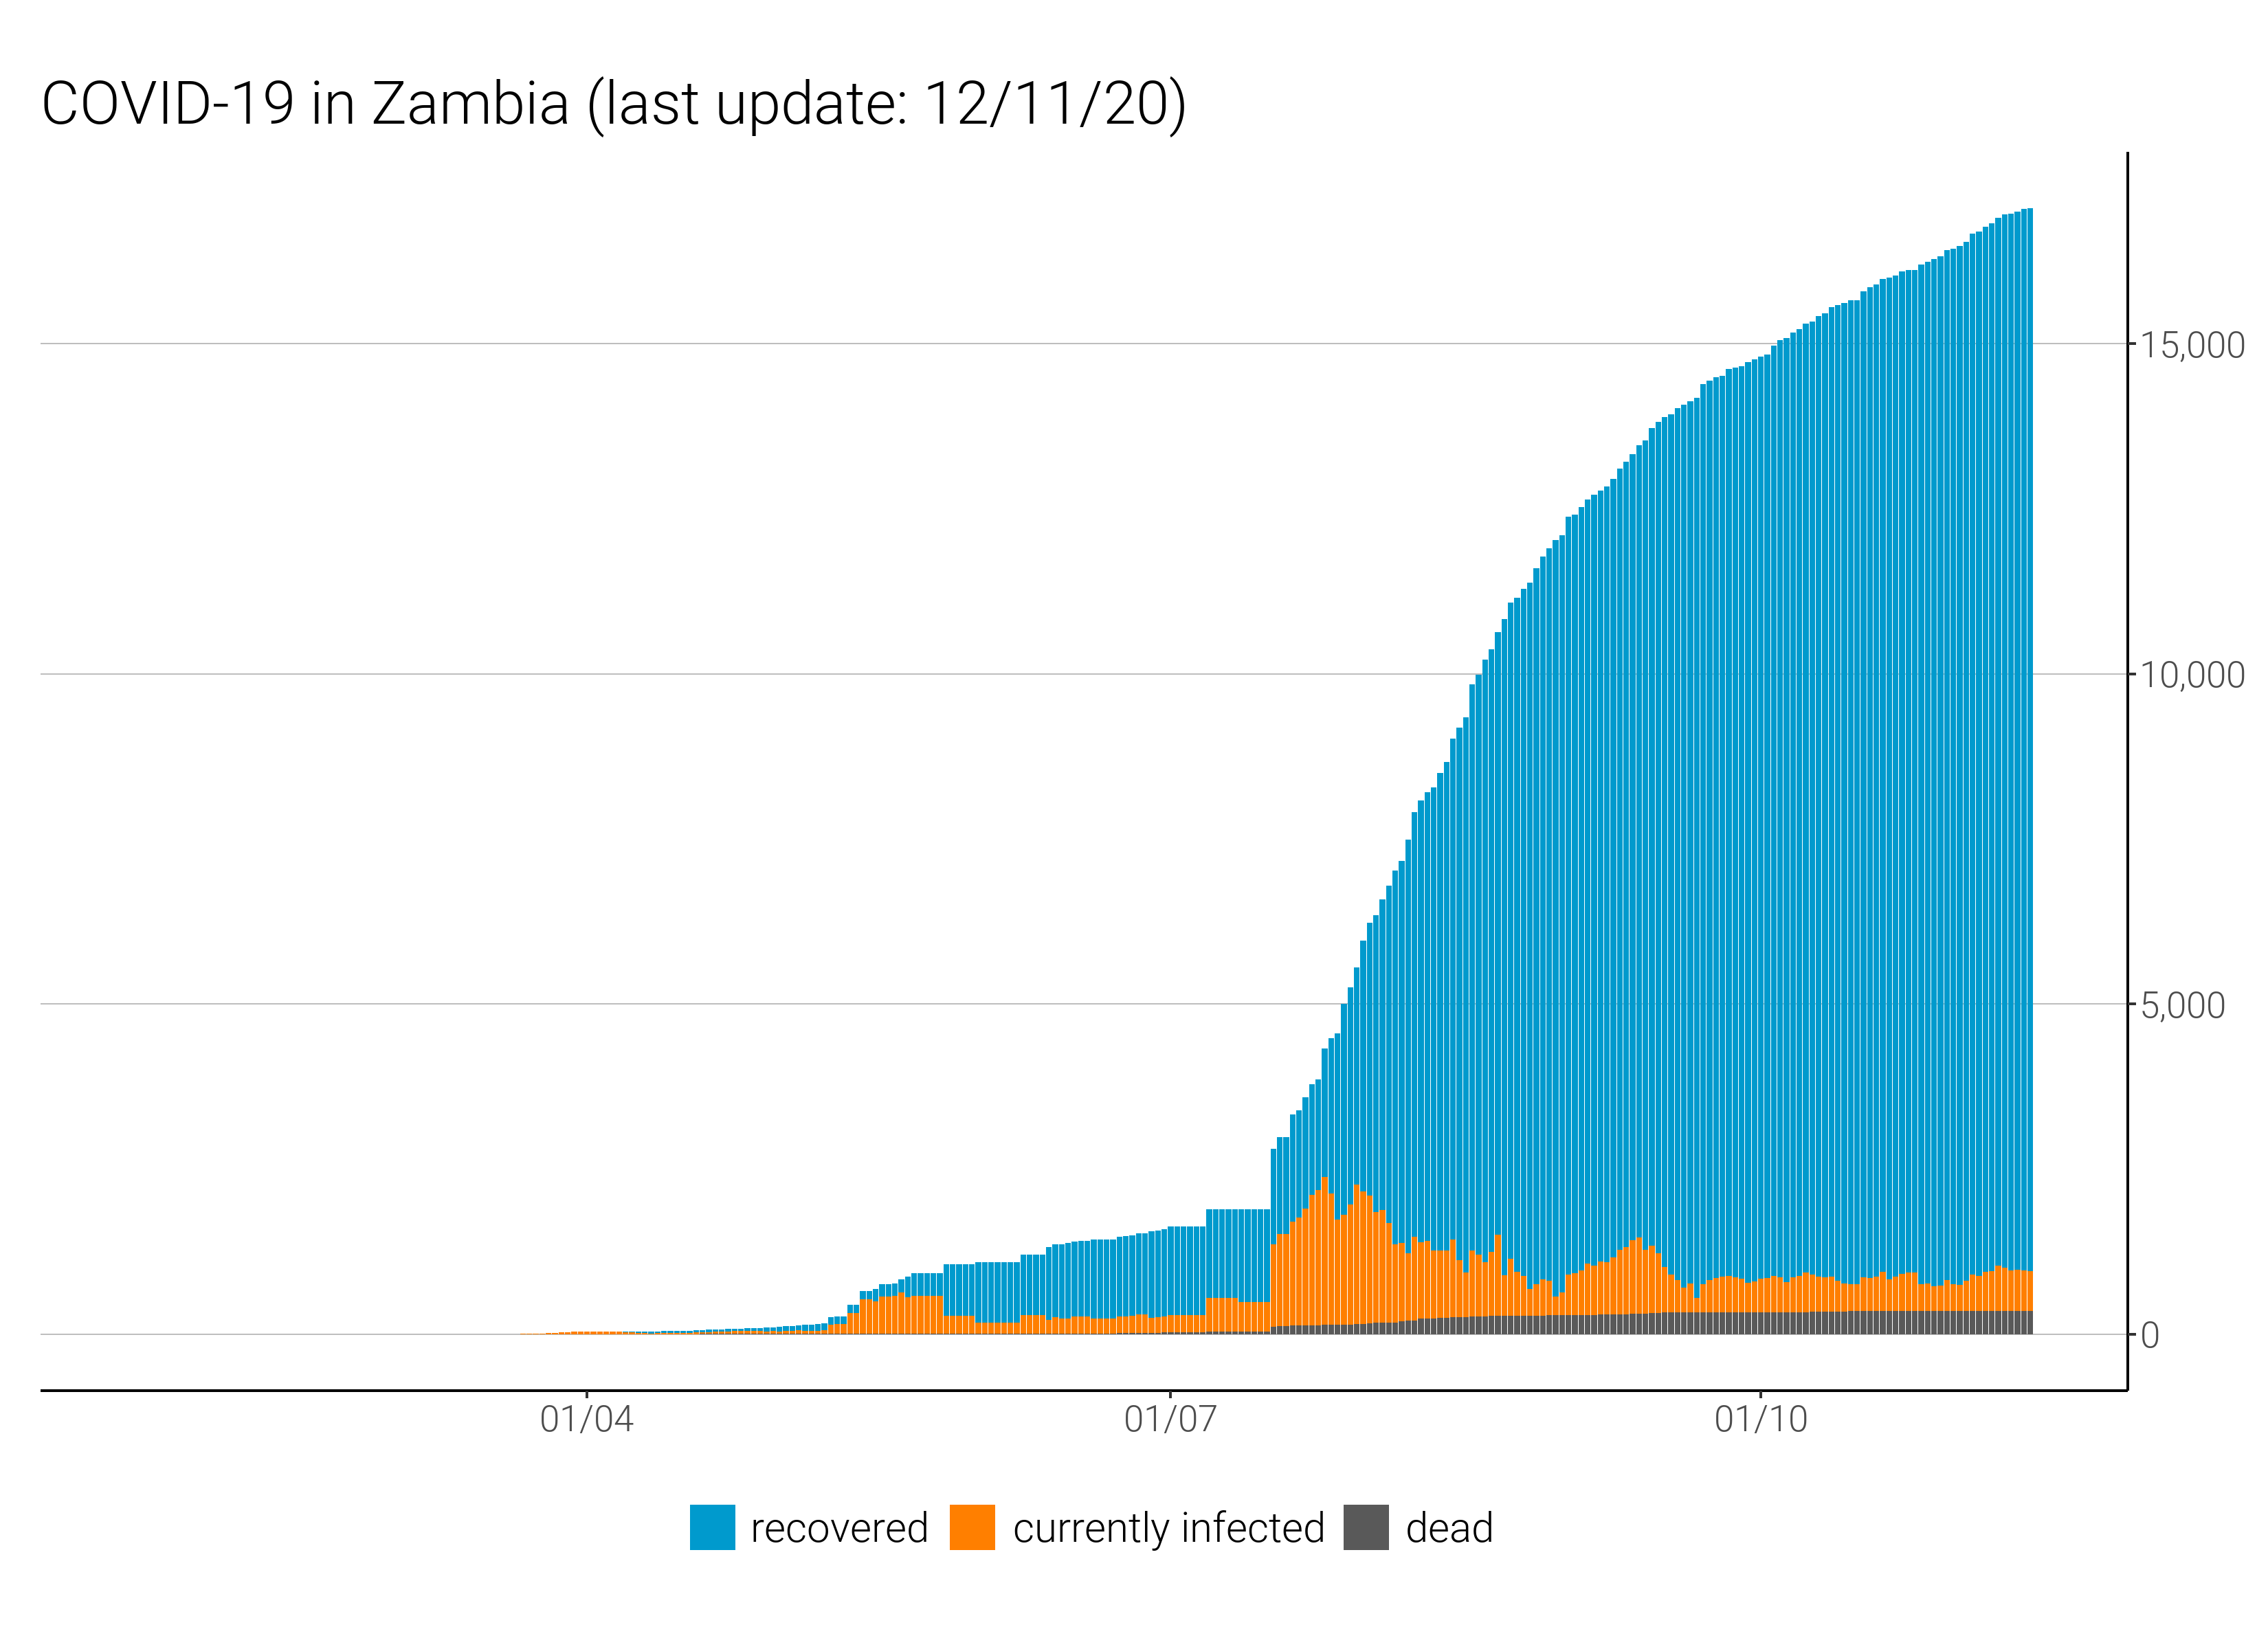 COVID-19 in Zambia (last update: 12/11/20)
15,000
10,000
5,000
0
01/04 01/07 01/10
recovered currently infected dead